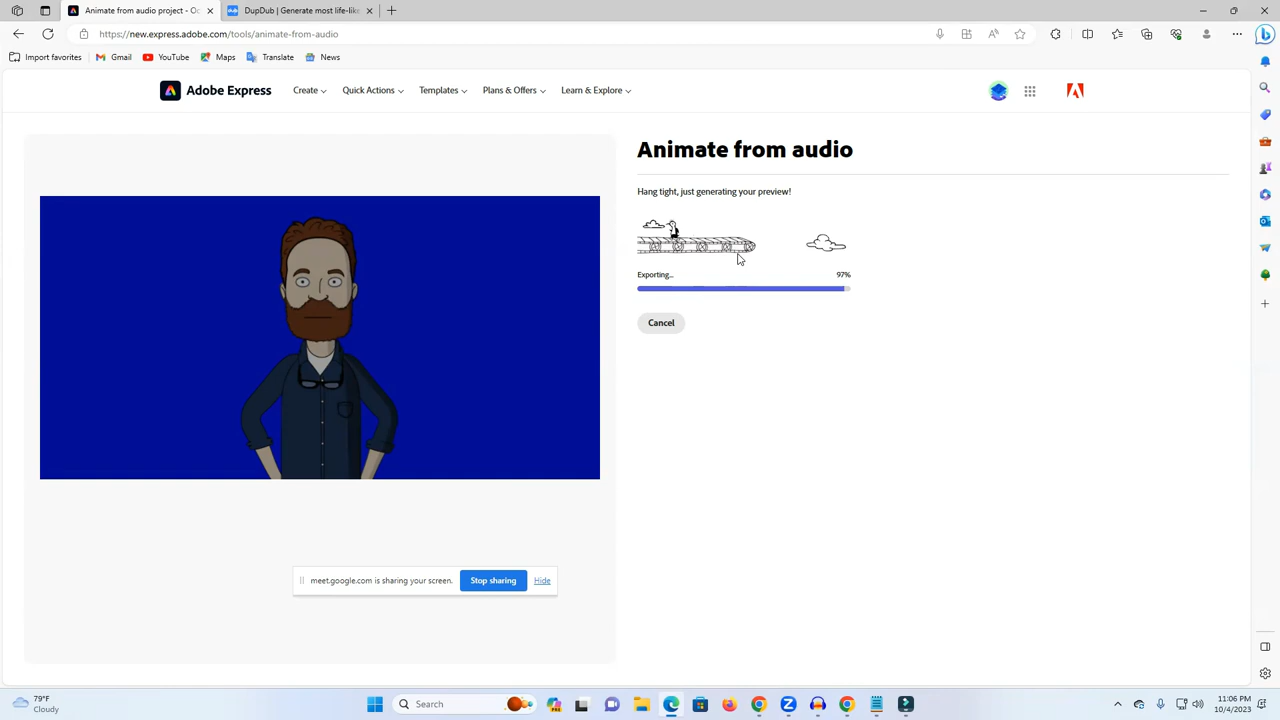 Animate from audio project - Oc
DupDub | Generate most life-like
https://new.express.adobe.com/tools/animate-from-audio
Import favorites
Gmail
YouTube
Maps
Translate
News
Adobe Express
Create
Quick Actions
Templates
Plans & Offers
Learn & Explore
Animate from audio
Hang tight, just generating your preview!
Exporting...
97%
Cancel
meet.google.com is sharing your screen.
Stop sharing
Hide
79°F
Cloudy
Search
11:06 PM
10/4/2023